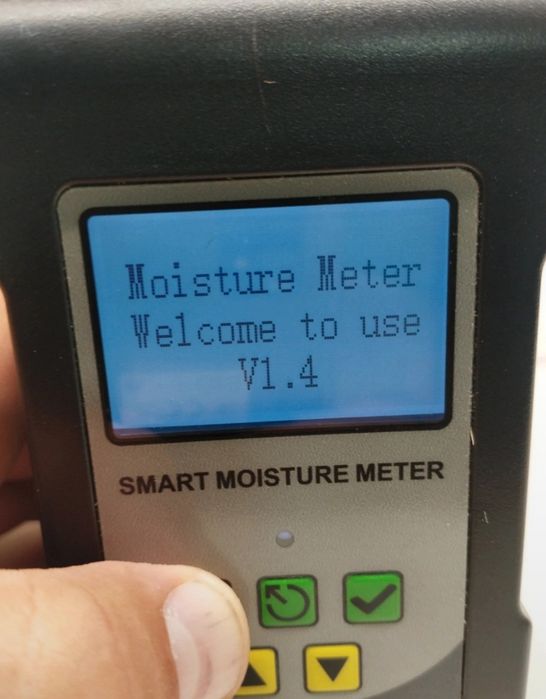 Moisture Meter
Welcome to use
V1.4
SMART MOISTURE METER